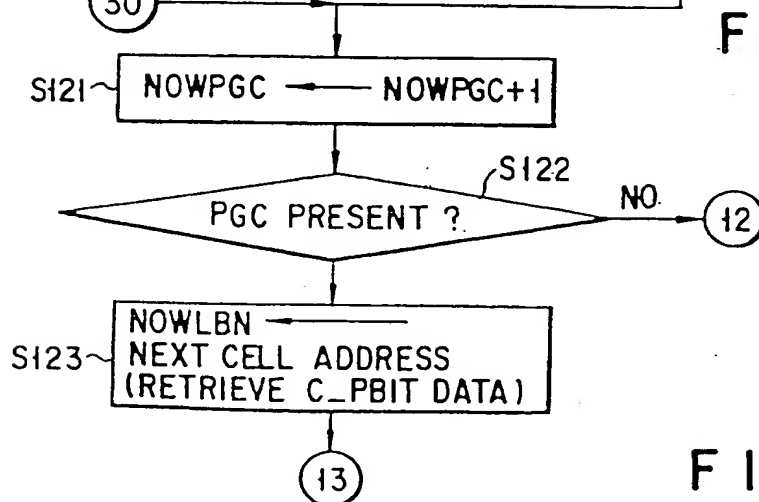 30
F
S121 NOWPGC ← NOWPGC+1
S122
PGC PRESENT ? NO. 12
S123 NOWLBN ←
NEXT CELL ADDRESS
(RETRIEVE C_PBIT DATA)
13
F I